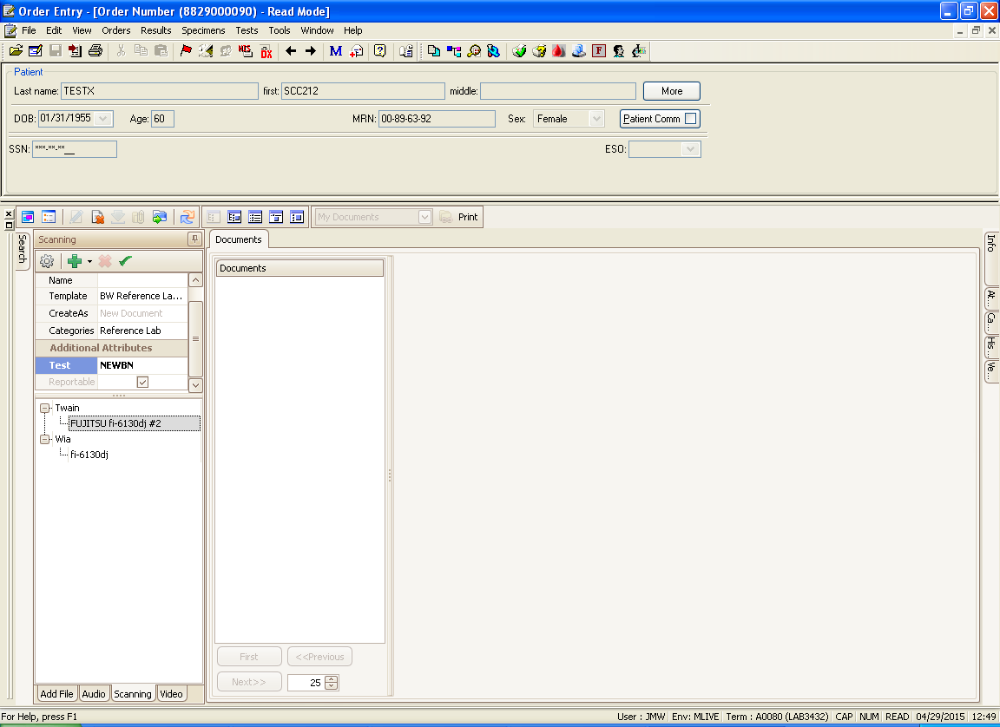 Order Entry - [Order Number (8829000090) - Read Mode]
File Edit View Orders Results Specimens Tests Tools Window Help
HIS DX M F
Patient
Last name: TESTX first: SCC212 middle: More
DOB: 01/31/1955 Age: 60 MRN: 00-89-63-92 Sex: Female Patient Comm
SSN: ***-**-**__ ESO:
My Documents Print
Search
Scanning
Documents
Info
At...
Ca...
His...
Ve...
Documents
Name
Template BW Reference La...
CreateAs New Document
Categories Reference Lab
Additional Attributes
Test NEWBN
Reportable
Twain
FUJITSU fi-6130dj #2
Wia
fi-6130dj
First <<Previous
Next>> 25
Add File Audio Scanning Video
For Help, press F1 User : JMW Env: MLIVE Term : A0080 (LAB3432) CAP NUM READ 04/29/2015 12:49